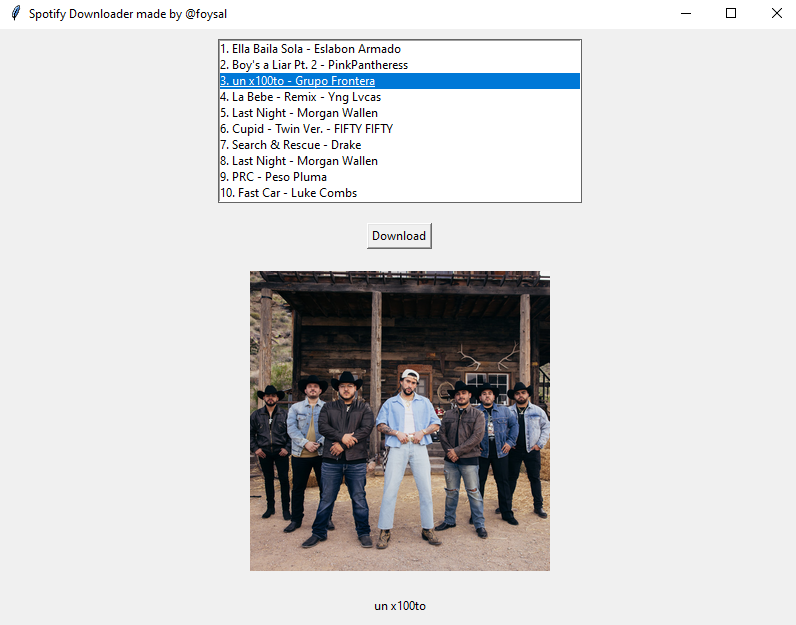 Spotify Downloader made by @foysal
1. Ella Baila Sola - Eslabon Armado
2. Boy's a Liar Pt. 2 - PinkPantheress
3. un x100to - Grupo Frontera
4. La Bebe - Remix - Yng Lvcas
5. Last Night - Morgan Wallen
6. Cupid - Twin Ver. - FIFTY FIFTY
7. Search & Rescue - Drake
8. Last Night - Morgan Wallen
9. PRC - Peso Pluma
10. Fast Car - Luke Combs
Download
un x100to